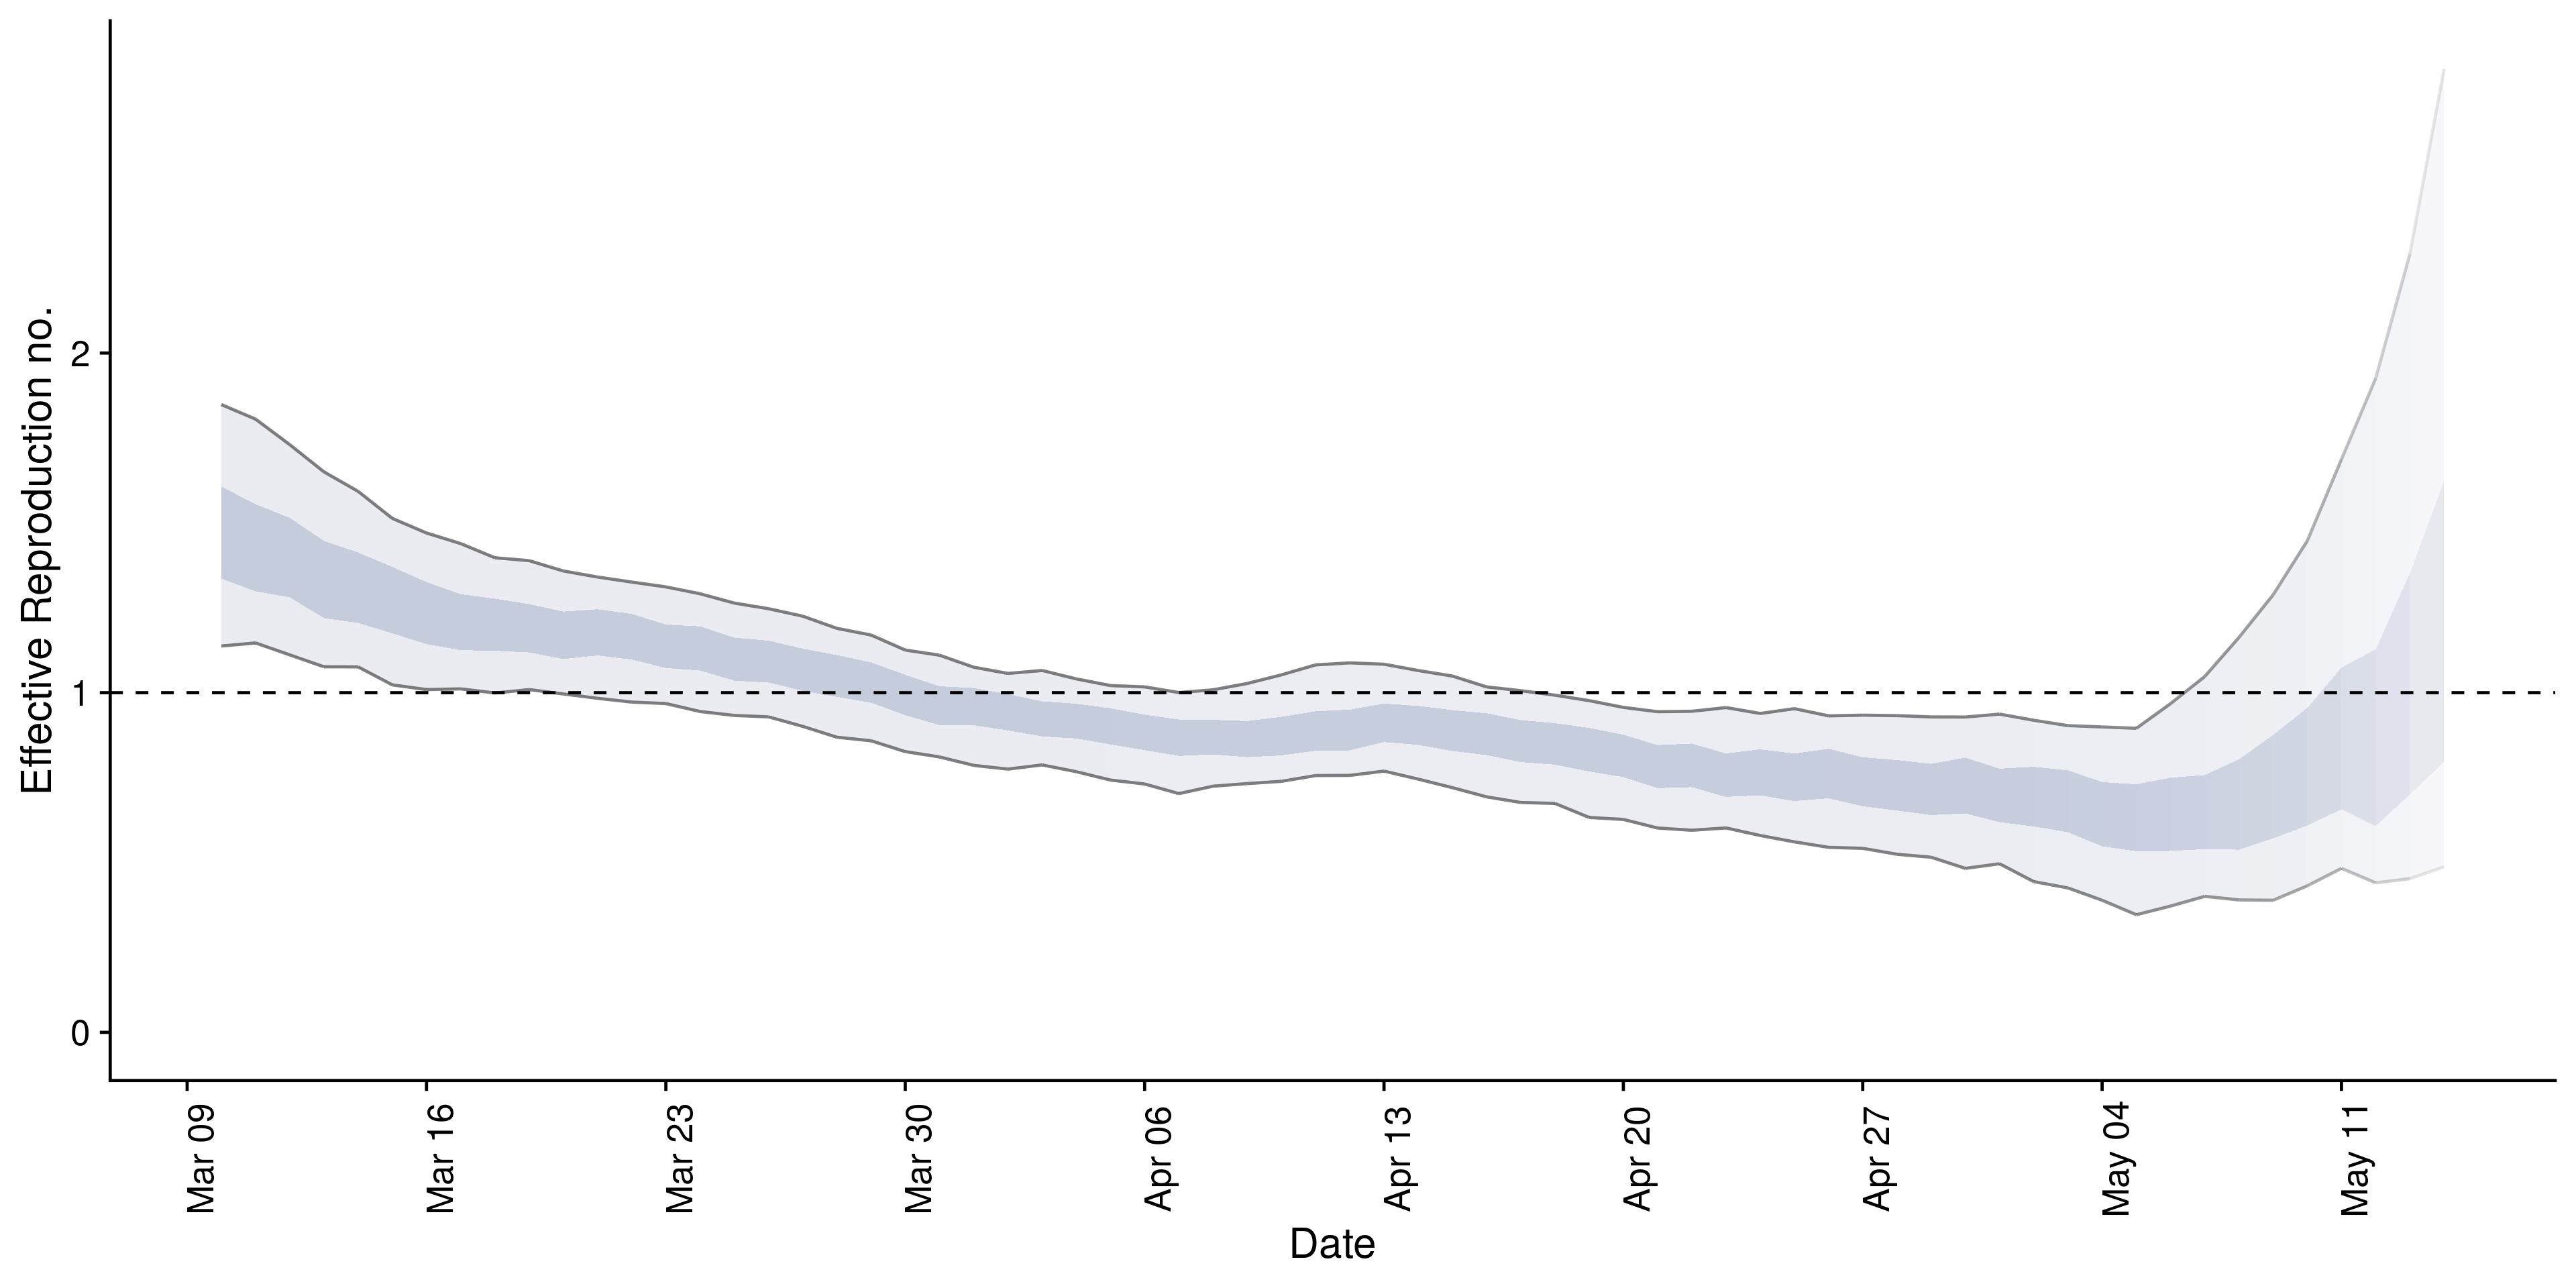 Effective Reproduction no.
2
1
0
Mar 09
Mar 16
Mar 23
Mar 30
Apr 06
Apr 13
Apr 20
Apr 27
May 04
May 11
Date